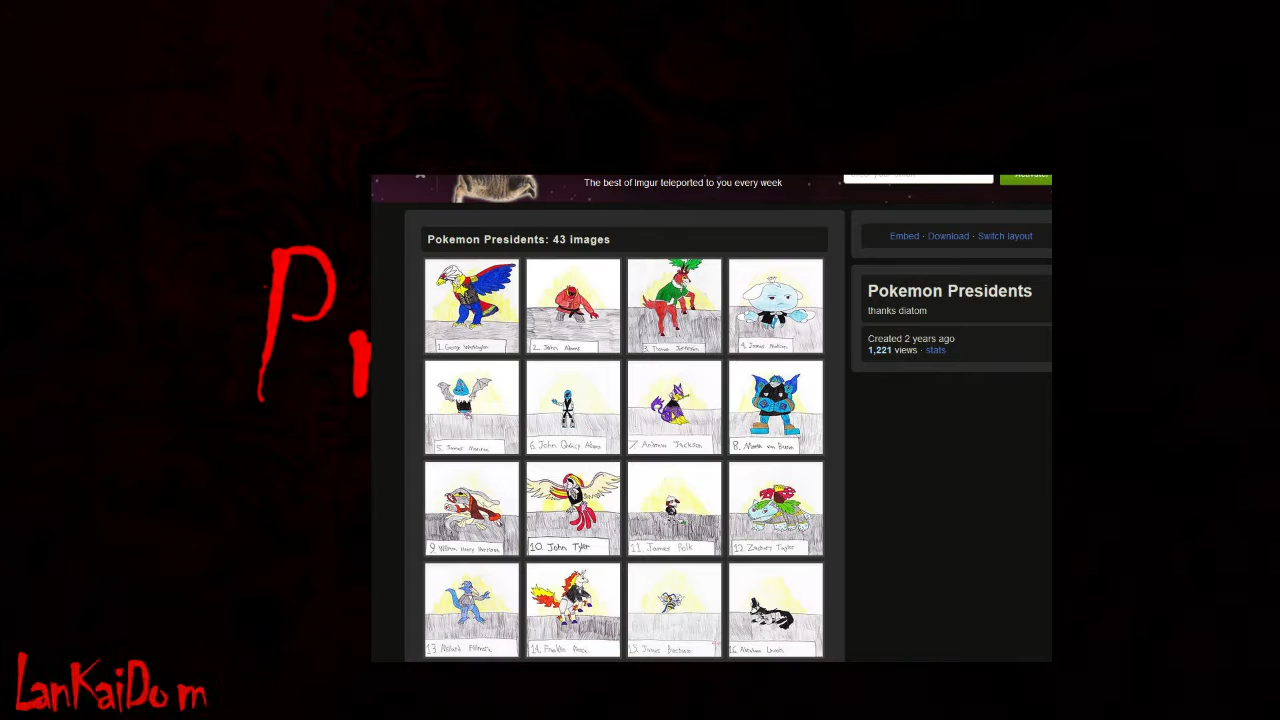 The best of Imgur teleported to you every week
Embed · Download · Switch layout
Pokemon Presidents: 43 images
Pokemon Presidents
thanks diatom
Created 2 years ago
1,221 views · stats
1. George Washington
2. John Adams
3. Thomas Jefferson
4. James Madison
5. James Monroe
6. John Quincy Adams
7. Andrew Jackson
8. Martin van Buren
9 William Henry Harrison
10. John Tyler
11. James Polk
12. Zachary Taylor
13 Millard Fillmore
14. Franklin Pierce
15. James Buchanan
16. Abraham Lincoln
LanKaiDom